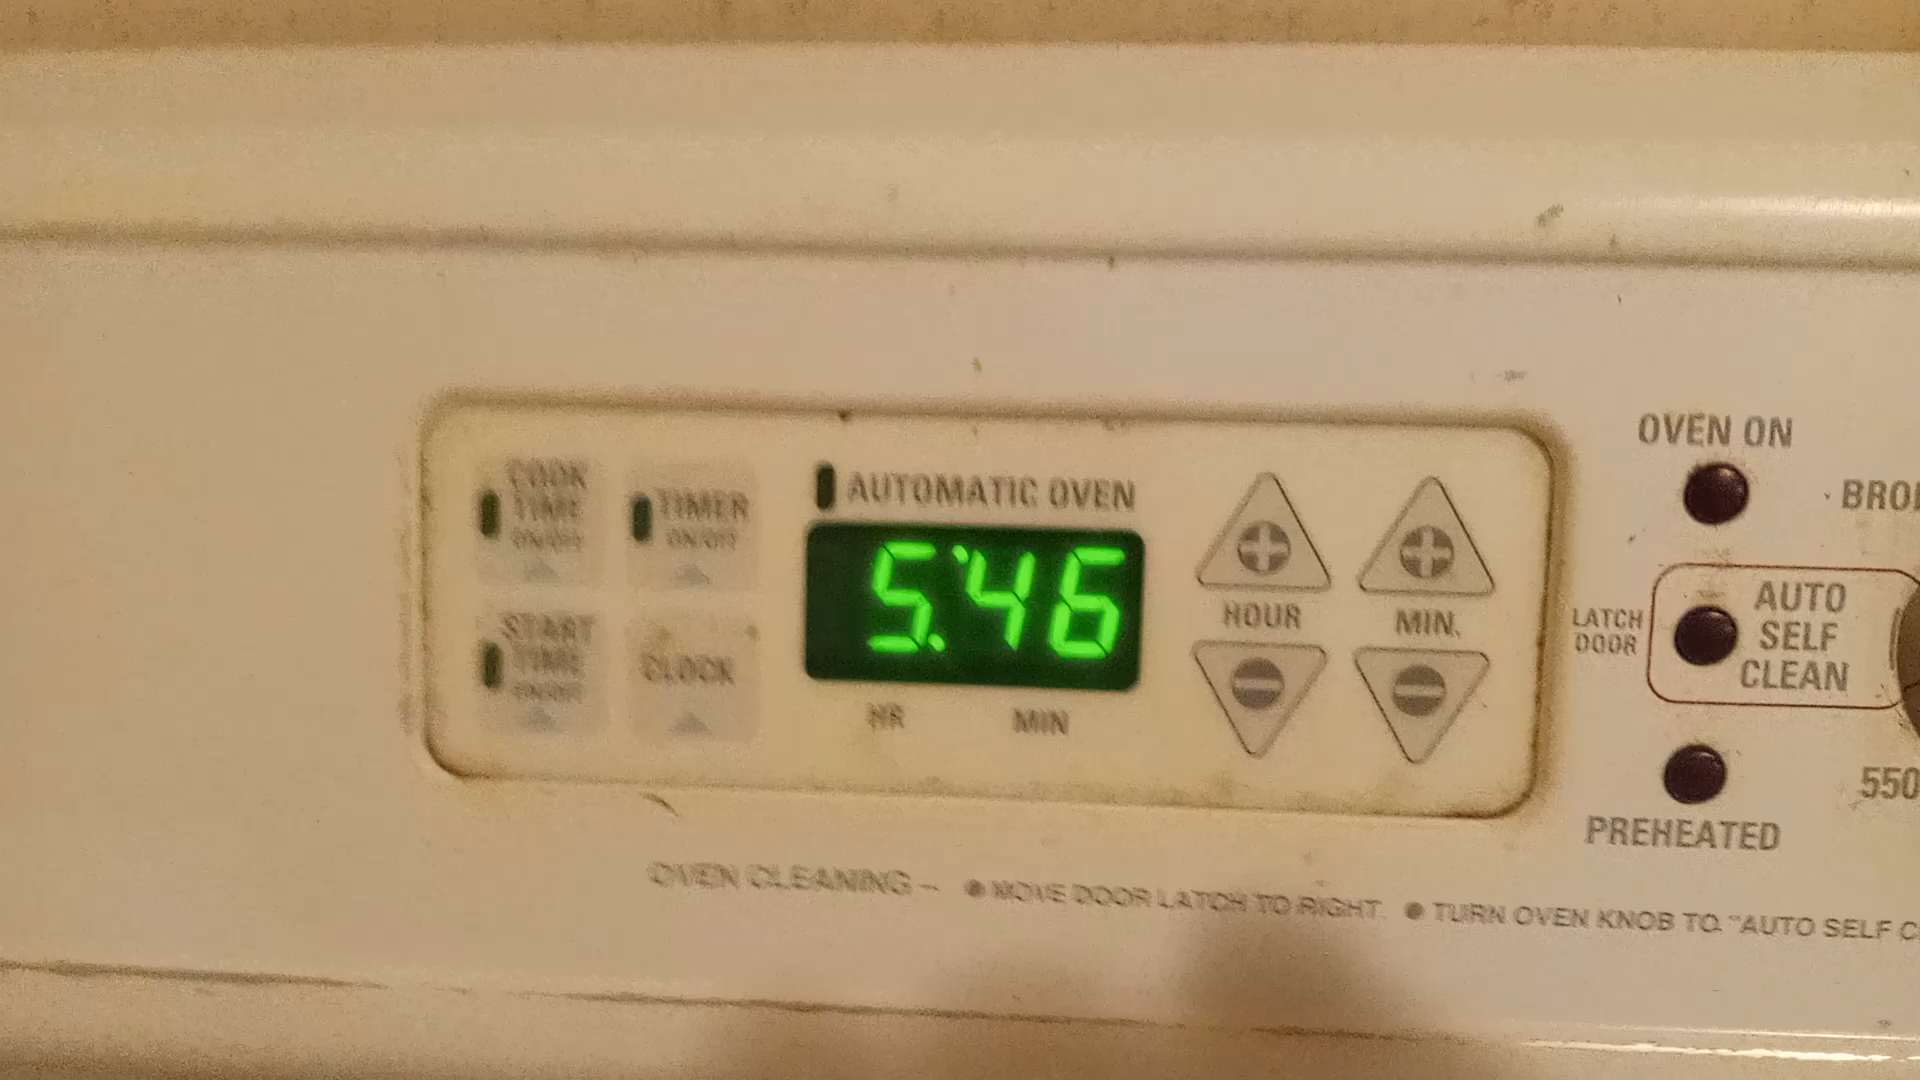 OVEN ON
BROI
COOK
TIME
ON/OFF
TIMER
ON/OFF
AUTOMATIC OVEN
5:46
HR
MIN
START
TIME
ON/OFF
CLOCK
HOUR
MIN.
LATCH
DOOR
AUTO
SELF
CLEAN
PREHEATED
550
OVEN CLEANING – ● MOVE DOOR LATCH TO RIGHT. ● TURN OVEN KNOB TO "AUTO SELF C